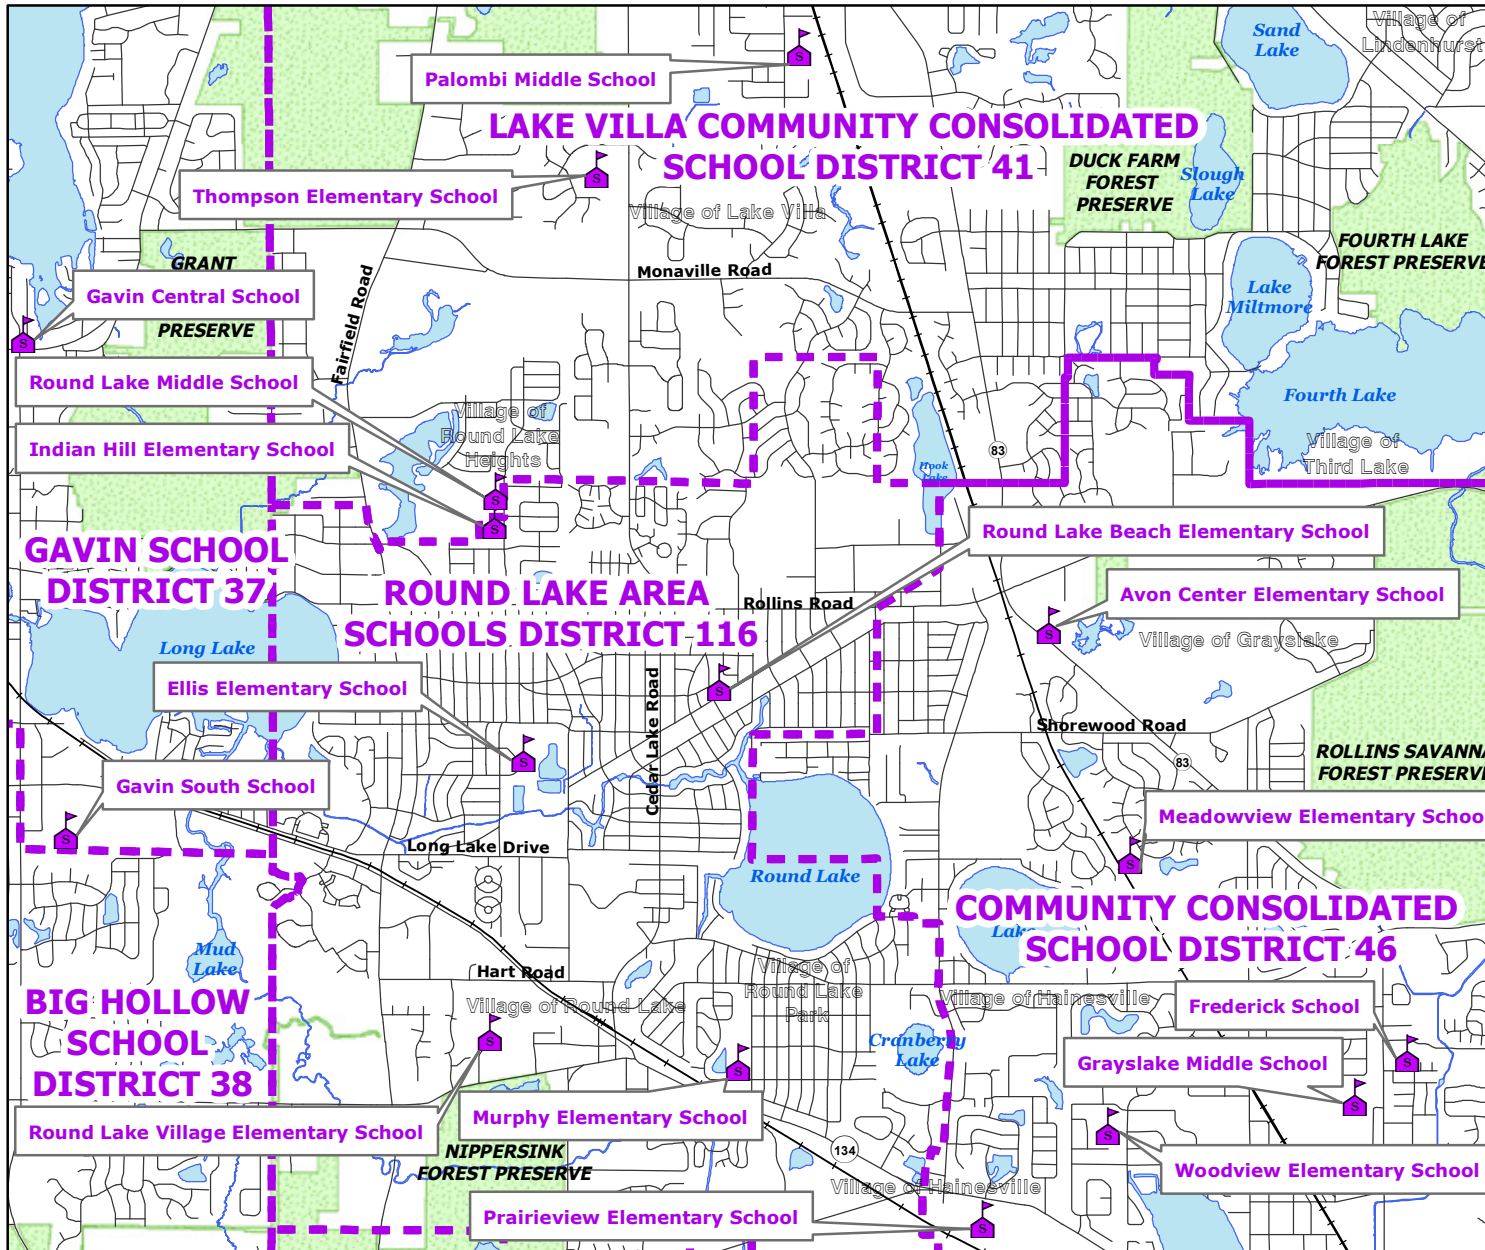 Village of
Lindenhurst
Sand
Lake
Palombi Middle School
S
LAKE VILLA COMMUNITY CONSOLIDATED
SCHOOL DISTRICT 41
DUCK FARM
FOREST
PRESERVE
Slough
Lake
Thompson Elementary School
S
Village of Lake Villa
FOURTH LAKE
FOREST PRESERVE
GRANT
Gavin Central School
PRESERVE
S
Monaville Road
Fairfield Road
Lake
Miltmore
Round Lake Middle School
Fourth Lake
Village of
Round Lake
Heights
Indian Hill Elementary School
83
Village of
Third Lake
Hook
Lake
S
S
Round Lake Beach Elementary School
GAVIN SCHOOL
DISTRICT 37
ROUND LAKE AREA
SCHOOLS DISTRICT 116
Rollins Road
Avon Center Elementary School
S
Village of Grayslake
Long Lake
Ellis Elementary School
S
Cedar Lake Road
Shorewood Road
83
ROLLINS SAVANNA
FOREST PRESERVE
S
Gavin South School
S
Meadowview Elementary School
Long Lake Drive
S
Round Lake
COMMUNITY CONSOLIDATED
SCHOOL DISTRICT 46
Lake
Mud
Lake
Hart Road
Village of
Round Lake
Park
BIG HOLLOW
SCHOOL
DISTRICT 38
Village of Round Lake
Village of Hainesville
Frederick School
S
S
Cranberry
Lake
Grayslake Middle School
S
S
Murphy Elementary School
Round Lake Village Elementary School
S
NIPPERSINK
FOREST PRESERVE
134
Woodview Elementary School
Village of Hainesville
Prairieview Elementary School
S